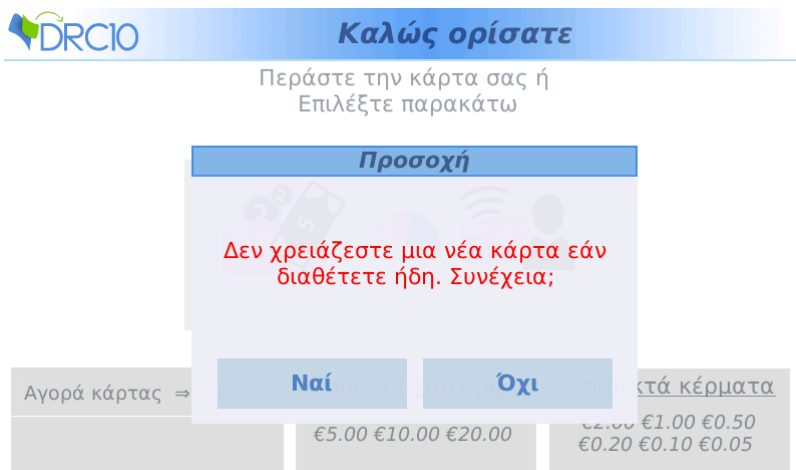 DRC10
Καλώς ορίσατε
Περάστε την κάρτα σας ή
Επιλέξτε παρακάτω
Προσοχή
Δεν χρειάζεστε μια νέα κάρτα εάν
διαθέτετε ήδη. Συνέχεια;
Ναί
Όχι
Αγορά κάρτας ⇒
€5.00 €10.00 €20.00
κτά κέρματα
€2.00 €1.00 €0.50
€0.20 €0.10 €0.05